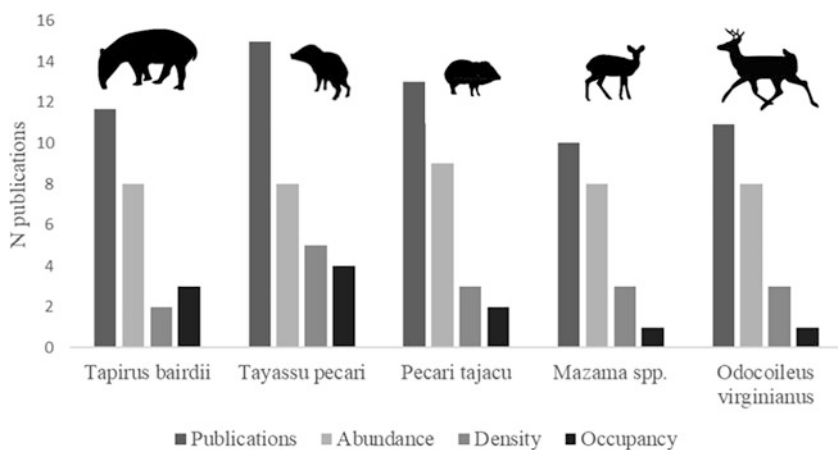 16
14
12
10
8
6
4
2
0
N publications
Tapirus bairdii
Tayassu pecari
Pecari tajacu
Mazama spp.
Odocoileus
virginianus
Publications
Abundance
Density
Occupancy